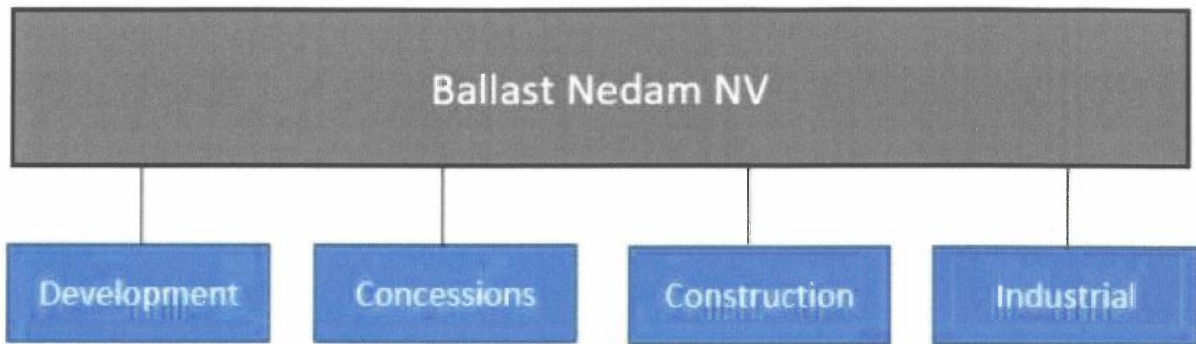 Ballast Nedam NV
Development
Concessions
Construction
Industrial